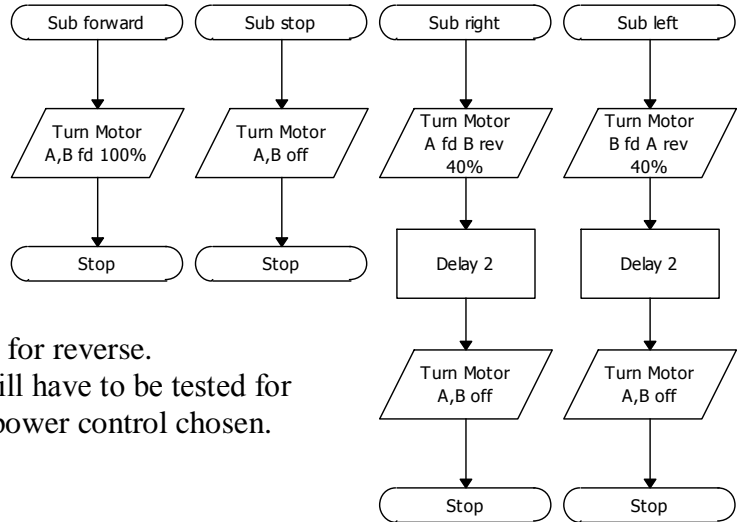 Sub forward
Turn Motor
A,B fd 100%
Stop
Sub stop
Turn Motor
A,B off
Stop
Sub right
Turn Motor
A fd B rev
40%
Delay 2
Turn Motor
A,B off
Stop
Sub left
Turn Motor
B fd A rev
40%
Delay 2
Turn Motor
A,B off
Stop
for reverse.
have to be tested for
power control chosen.